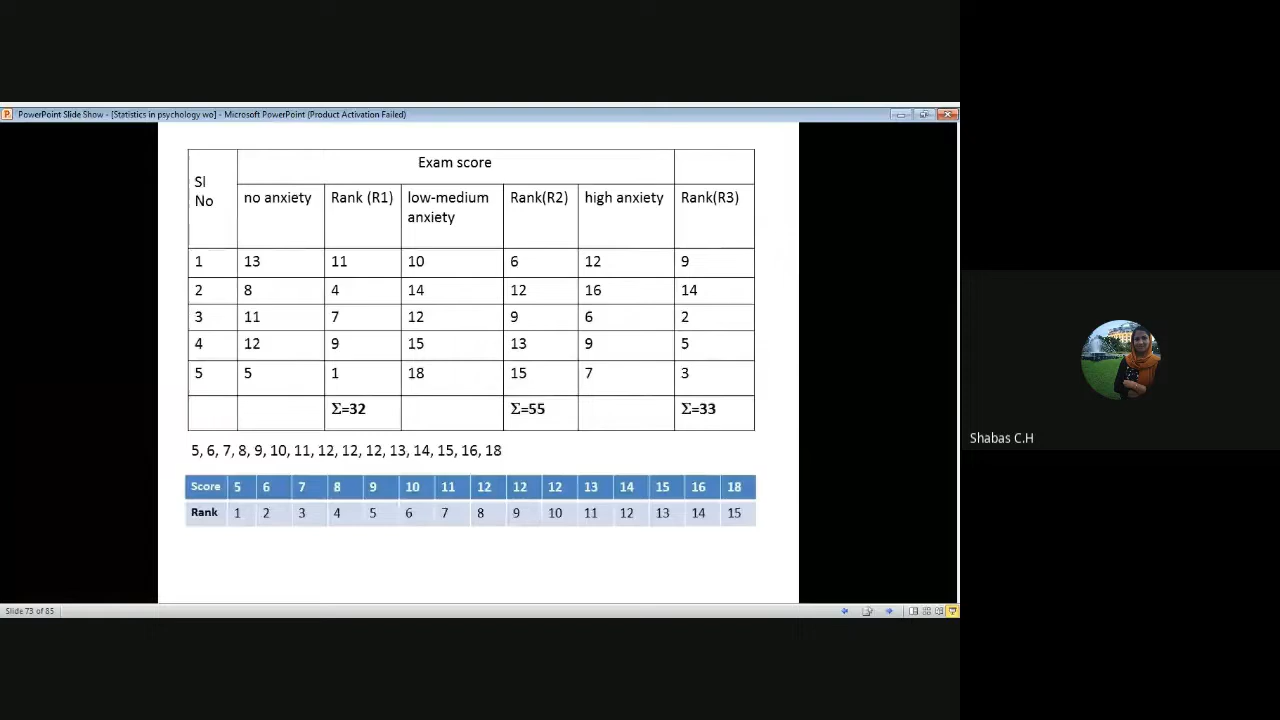 PowerPoint Slide Show - [Statistics in psychology wo] - Microsoft PowerPoint (Product Activation Failed)
Sl No Exam score
no anxiety Rank (R1) low-medium anxiety Rank(R2) high anxiety Rank(R3)
1 13 11 10 6 12 9
2 8 4 14 12 16 14
3 11 7 12 9 6 2
4 12 9 15 13 9 5
5 5 1 18 15 7 3
Σ=32 Σ=55 Σ=33
5, 6, 7, 8, 9, 10, 11, 12, 12, 12, 13, 14, 15, 16, 18
Score 5 6 7 8 9 10 11 12 12 12 13 14 15 16 18
Rank 1 2 3 4 5 6 7 8 9 10 11 12 13 14 15
Slide 73 of 85
Shabas C.H